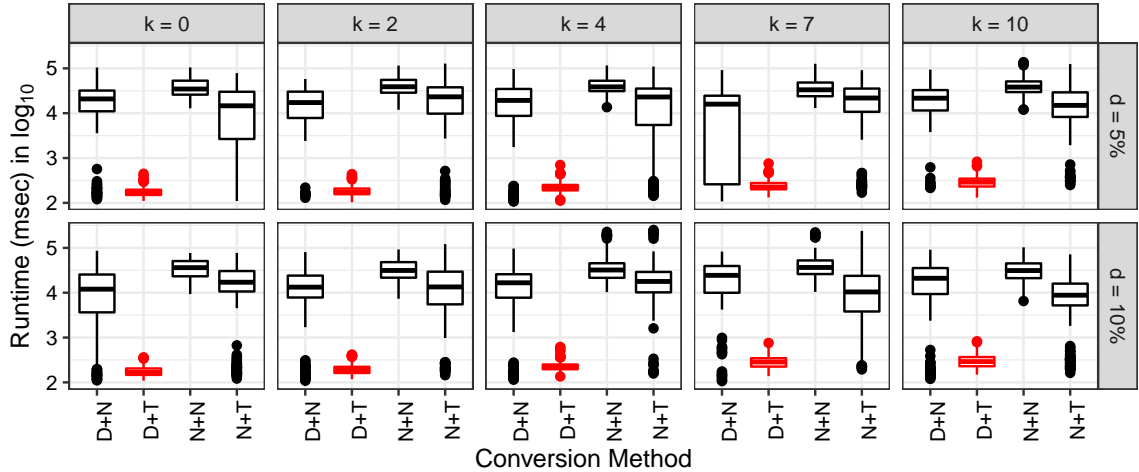 k = 0 k = 2 k = 4 k = 7 k = 10
Runtime (msec) in log10
5
4
3
2
d = 5%
5
4
3
2
d = 10%
D+N D+T N+N N+T D+N D+T N+N N+T D+N D+T N+N N+T D+N D+T N+N N+T D+N D+T N+N N+T
Conversion Method